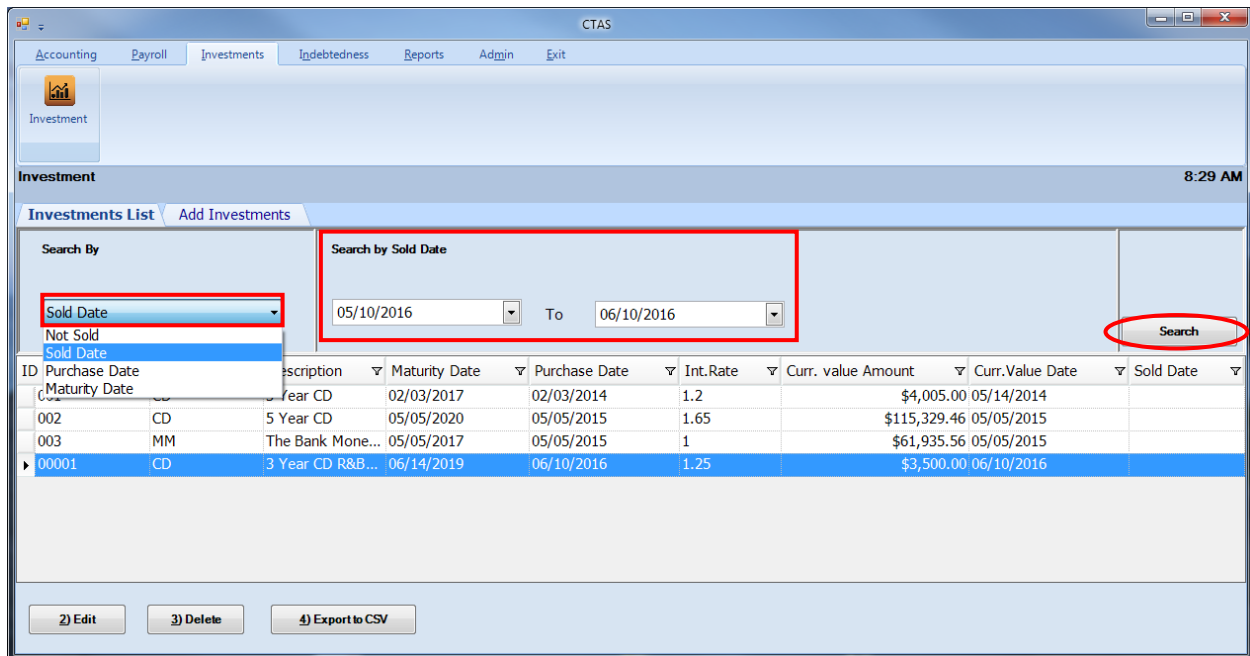 CTAS
Accounting Payroll Investments Indebtedness Reports Admin Exit
Investment
Investment 8:29 AM
Investments List Add Investments
Search By Search by Sold Date
Sold Date 05/10/2016 To 06/10/2016
Not Sold Search
Sold Date
Purchase Date
Maturity Date
ID escription Maturity Date Purchase Date Int.Rate Curr. value Amount Curr.Value Date Sold Date
Year CD 02/03/2017 02/03/2014 1.2 $4,005.00 05/14/2014
002 CD 5 Year CD 05/05/2020 05/05/2015 1.65 $115,329.46 05/05/2015
003 MM The Bank Mone... 05/05/2017 05/05/2015 1 $61,935.56 05/05/2015
00001 CD 3 Year CD R&B... 06/14/2019 06/10/2016 1.25 $3,500.00 06/10/2016
2) Edit 3) Delete 4) Export to CSV